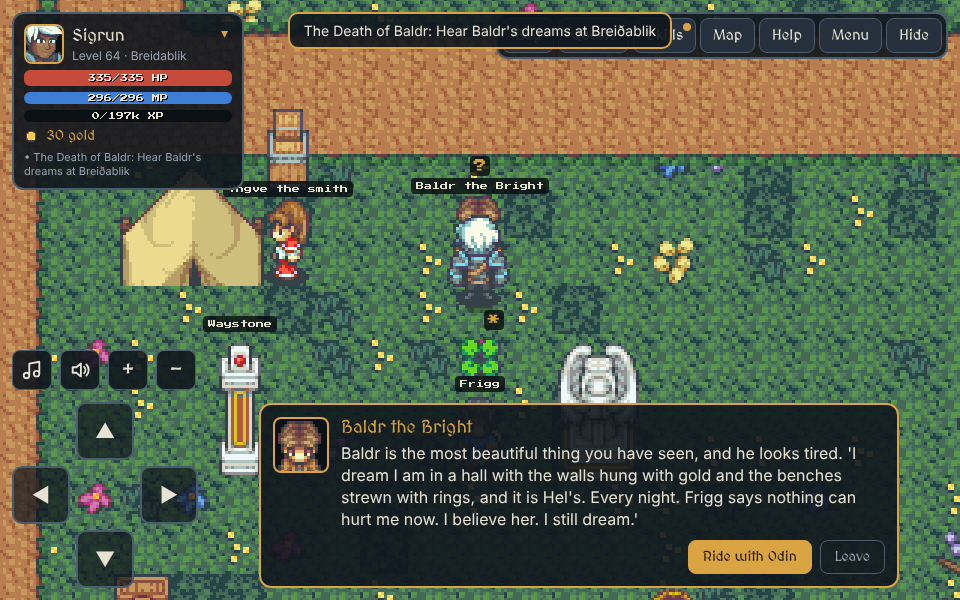 Sigrun
Level 64 · Breidablik
335/335 HP
296/296 MP
0/197k XP
30 gold
• The Death of Baldr: Hear Baldr's
dreams at Breiðablik
The Death of Baldr: Hear Baldr's dreams at Breiðablik
Map
Help
Menu
Hide
the smith
Baldr the Bright
?
Waystone
*
Frigg
+
-
Baldr the Bright
Baldr is the most beautiful thing you have seen, and he looks tired. 'I
dream I am in a hall with the walls hung with gold and the benches
strewn with rings, and it is Hel's. Every night. Frigg says nothing can
hurt me now. I believe her. I still dream.'
Ride with Odin
Leave